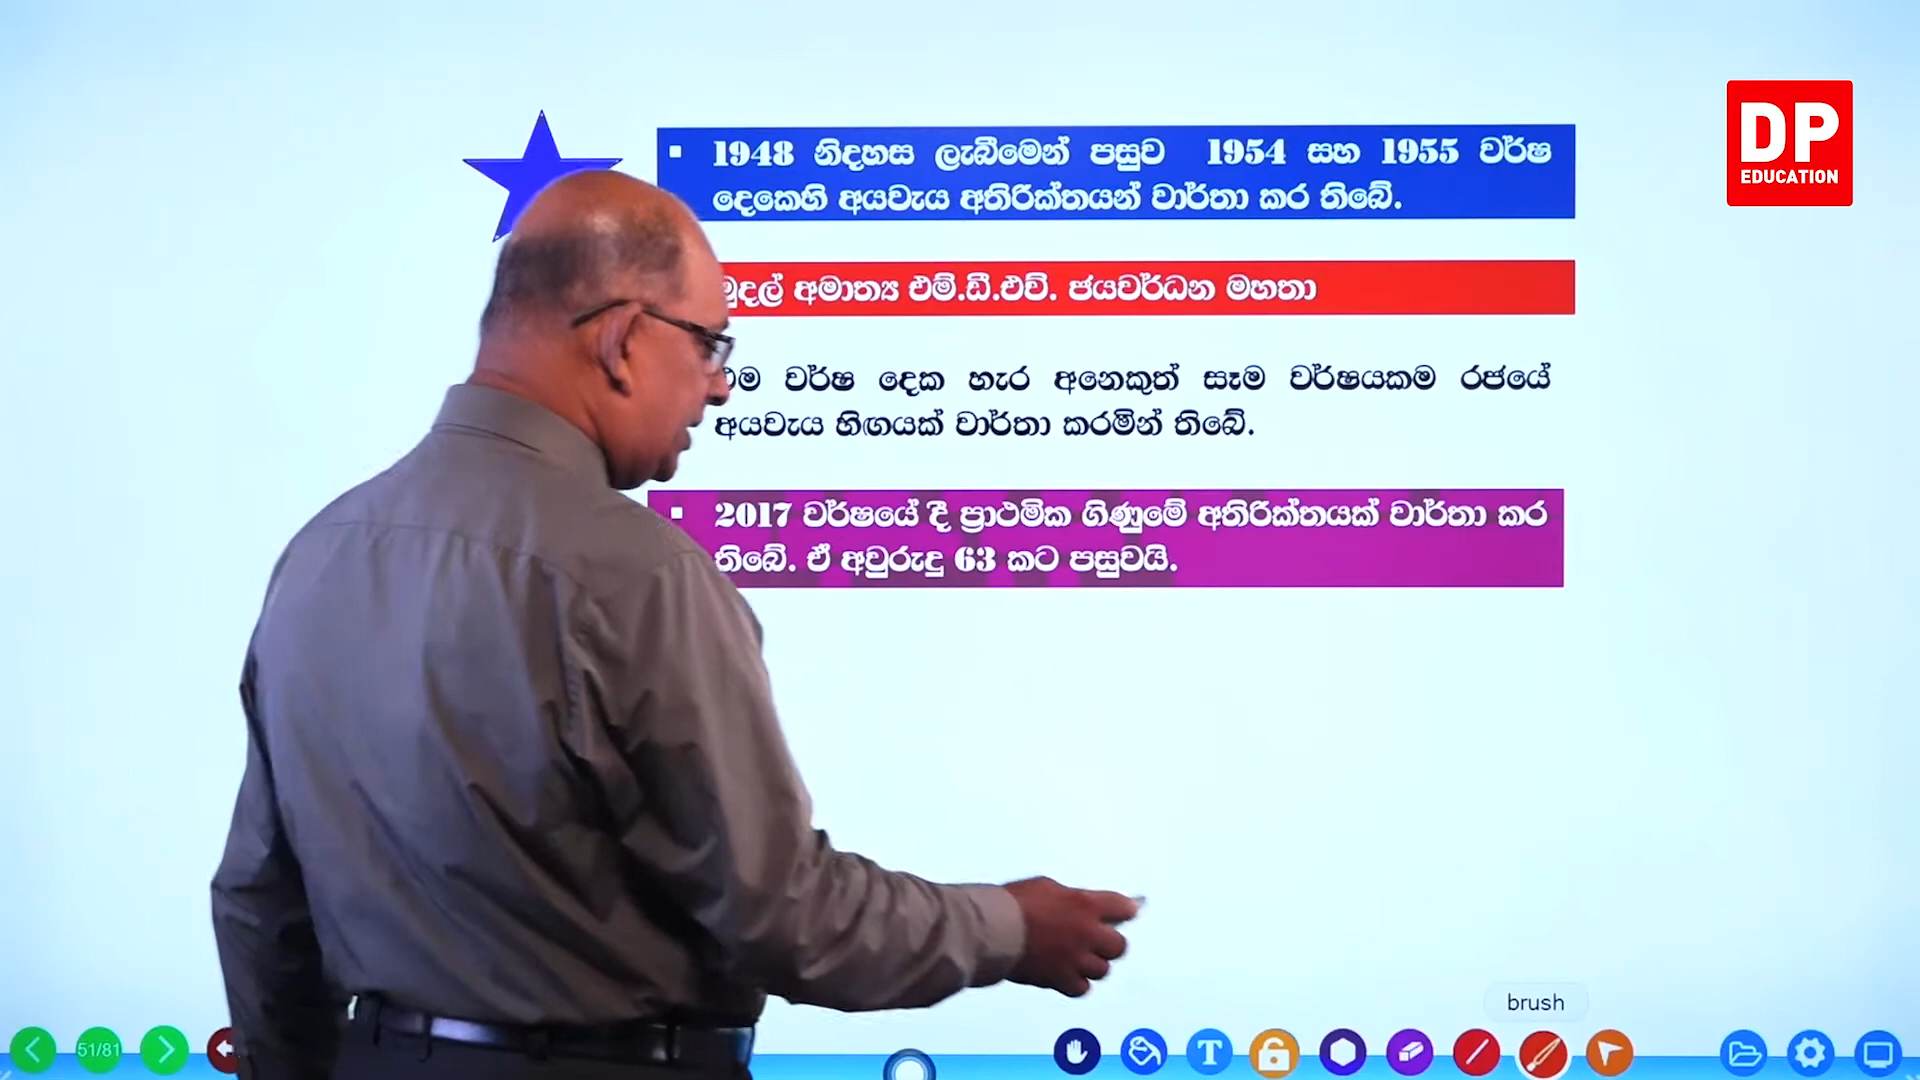 1948 නිදහස ලැබීමෙන් පසුව 1954 සහ 1955 වර්ෂ
දෙකෙහි අයවැය අතිරික්තයන් වාර්තා කර තිබේ.
මුදල් අමාත්‍ය එම්.ඩී.එච්. ජයවර්ධන මහතා
එම වර්ෂ දෙක හැර අනෙකුත් සෑම වර්ෂයකම රජයේ
අයවැය හිඟයක් වාර්තා කරමින් තිබේ.
2017 වර්ෂයේ දී ප්‍රාථමික ගිණුමේ අතිරික්තයක් වාර්තා කර
තිබේ. ඒ අවුරුදු 63 කට පසුවයි.
DP
EDUCATION
brush
51/81
T